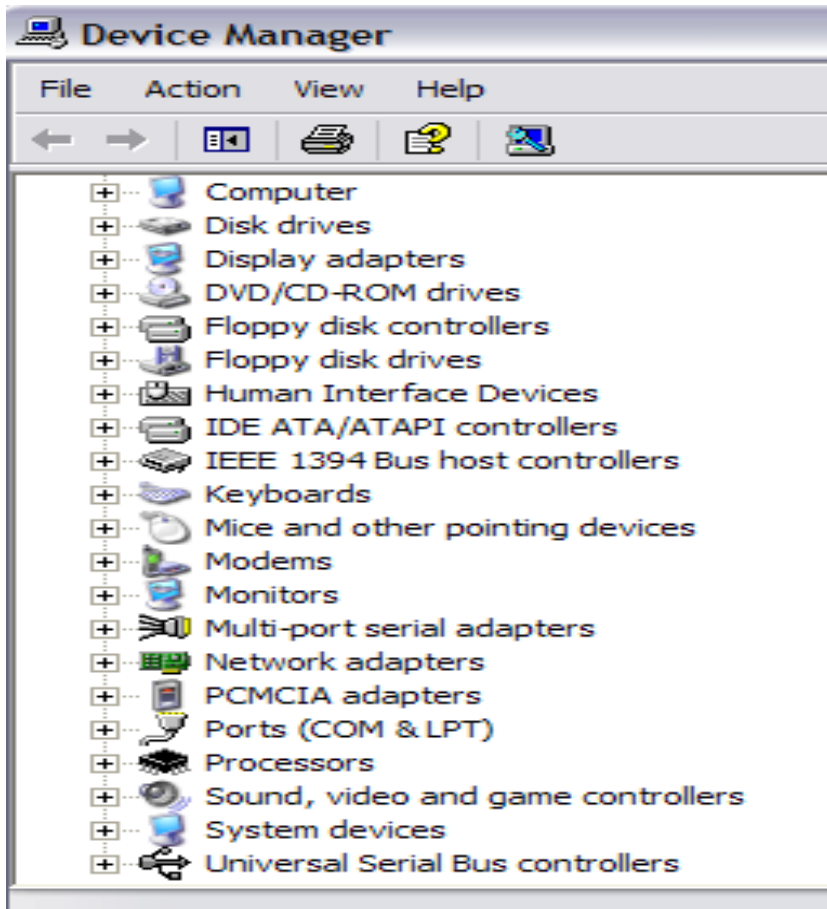 Device Manager
File Action View Help
Computer
Disk drives
Display adapters
DVD/CD-ROM drives
Floppy disk controllers
Floppy disk drives
Human Interface Devices
IDE ATA/ATAPI controllers
IEEE 1394 Bus host controllers
Keyboards
Mice and other pointing devices
Modems
Monitors
Multi-port serial adapters
Network adapters
PCMCIA adapters
Ports (COM & LPT)
Processors
Sound, video and game controllers
System devices
Universal Serial Bus controllers